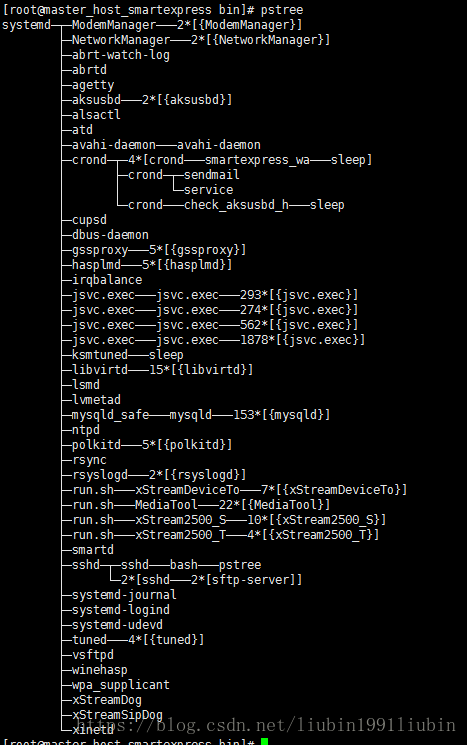 [root@master_host_smartexpress bin]# pstree
systemd─┬─ModemManager───2*[{ModemManager}]
        ├─NetworkManager───2*[{NetworkManager}]
        ├─abrt-watch-log
        ├─abrtd
        ├─agetty
        ├─aksusbd───2*[{aksusbd}]
        ├─alsactl
        ├─atd
        ├─avahi-daemon───avahi-daemon
        ├─crond─┬─4*[crond───smartexpress_wa───sleep]
        │       ├─crond─┬─sendmail
        │       │       └─service
        │       └─crond───check_aksusbd_h───sleep
        ├─cupsd
        ├─dbus-daemon
        ├─gssproxy───5*[{gssproxy}]
        ├─hasplmd───5*[{hasplmd}]
        ├─irqbalance
        ├─jsvc.exec───jsvc.exec───293*[{jsvc.exec}]
        ├─jsvc.exec───jsvc.exec───274*[{jsvc.exec}]
        ├─jsvc.exec───jsvc.exec───562*[{jsvc.exec}]
        ├─jsvc.exec───jsvc.exec───1878*[{jsvc.exec}]
        ├─ksmtuned───sleep
        ├─libvirtd───15*[{libvirtd}]
        ├─lsmd
        ├─lvmetad
        ├─mysqld_safe───mysqld───153*[{mysqld}]
        ├─ntpd
        ├─polkitd───5*[{polkitd}]
        ├─rsync
        ├─rsyslogd───2*[{rsyslogd}]
        ├─run.sh───xStreamDeviceTo───7*[{xStreamDeviceTo}]
        ├─run.sh───MediaTool───22*[{MediaTool}]
        ├─run.sh───xStream2500_S───10*[{xStream2500_S}]
        ├─run.sh───xStream2500_T───4*[{xStream2500_T}]
        ├─smartd
        ├─sshd─┬─sshd───bash───pstree
        │      └─2*[sshd───2*[sftp-server]]
        ├─systemd-journal
        ├─systemd-logind
        ├─systemd-udevd
        ├─tuned───4*[{tuned}]
        ├─vsftpd
        ├─winehasp
        ├─wpa_supplicant
        ├─xStreamDog
        ├─xStreamSipDog
        └─xinetd
https://blog.csdn.net/liubin1991liubin
[root@master_host_smartexpress bin]#